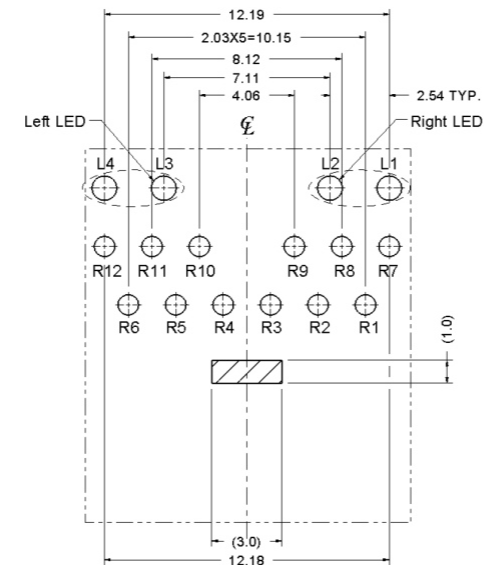 12.19
2.03X5=10.15
8.12
7.11
4.06 2.54 TYP.
Left LED ℄ Right LED
L4 L3 L2 L1
R12 R11 R10 R9 R8 R7
R6 R5 R4 R3 R2 R1
(1.0)
(3.0)
12.18